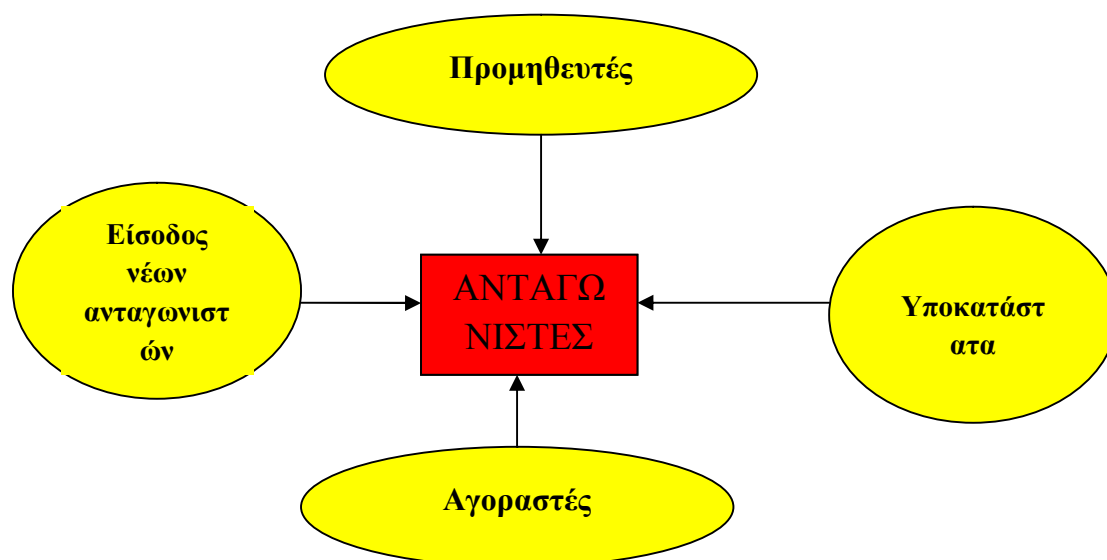 Προμηθευτές
Είσοδος
νέων
ανταγωνιστ
ών
ΑΝΤΑΓΩ
ΝΙΣΤΕΣ
Υποκατάστ
ατα
Αγοραστές